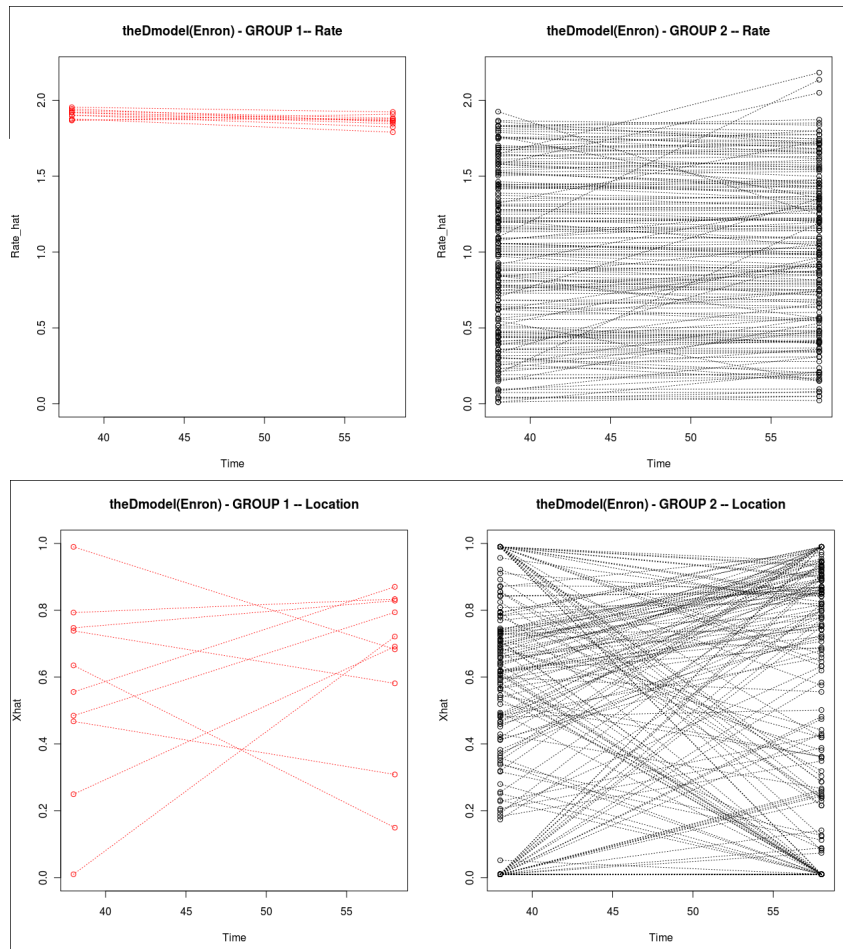 theDmodel(Enron) - GROUP 1-- Rate
Rate_hat
2.0
1.5
1.0
0.5
0.0
40 45 50 55
Time
theDmodel(Enron) - GROUP 2 -- Rate
Rate_hat
2.0
1.5
1.0
0.5
0.0
40 45 50 55
Time
theDmodel(Enron) - GROUP 1 -- Location
Xhat
1.0
0.8
0.6
0.4
0.2
0.0
40 45 50 55
Time
theDmodel(Enron) - GROUP 2 -- Location
Xhat
1.0
0.8
0.6
0.4
0.2
0.0
40 45 50 55
Time